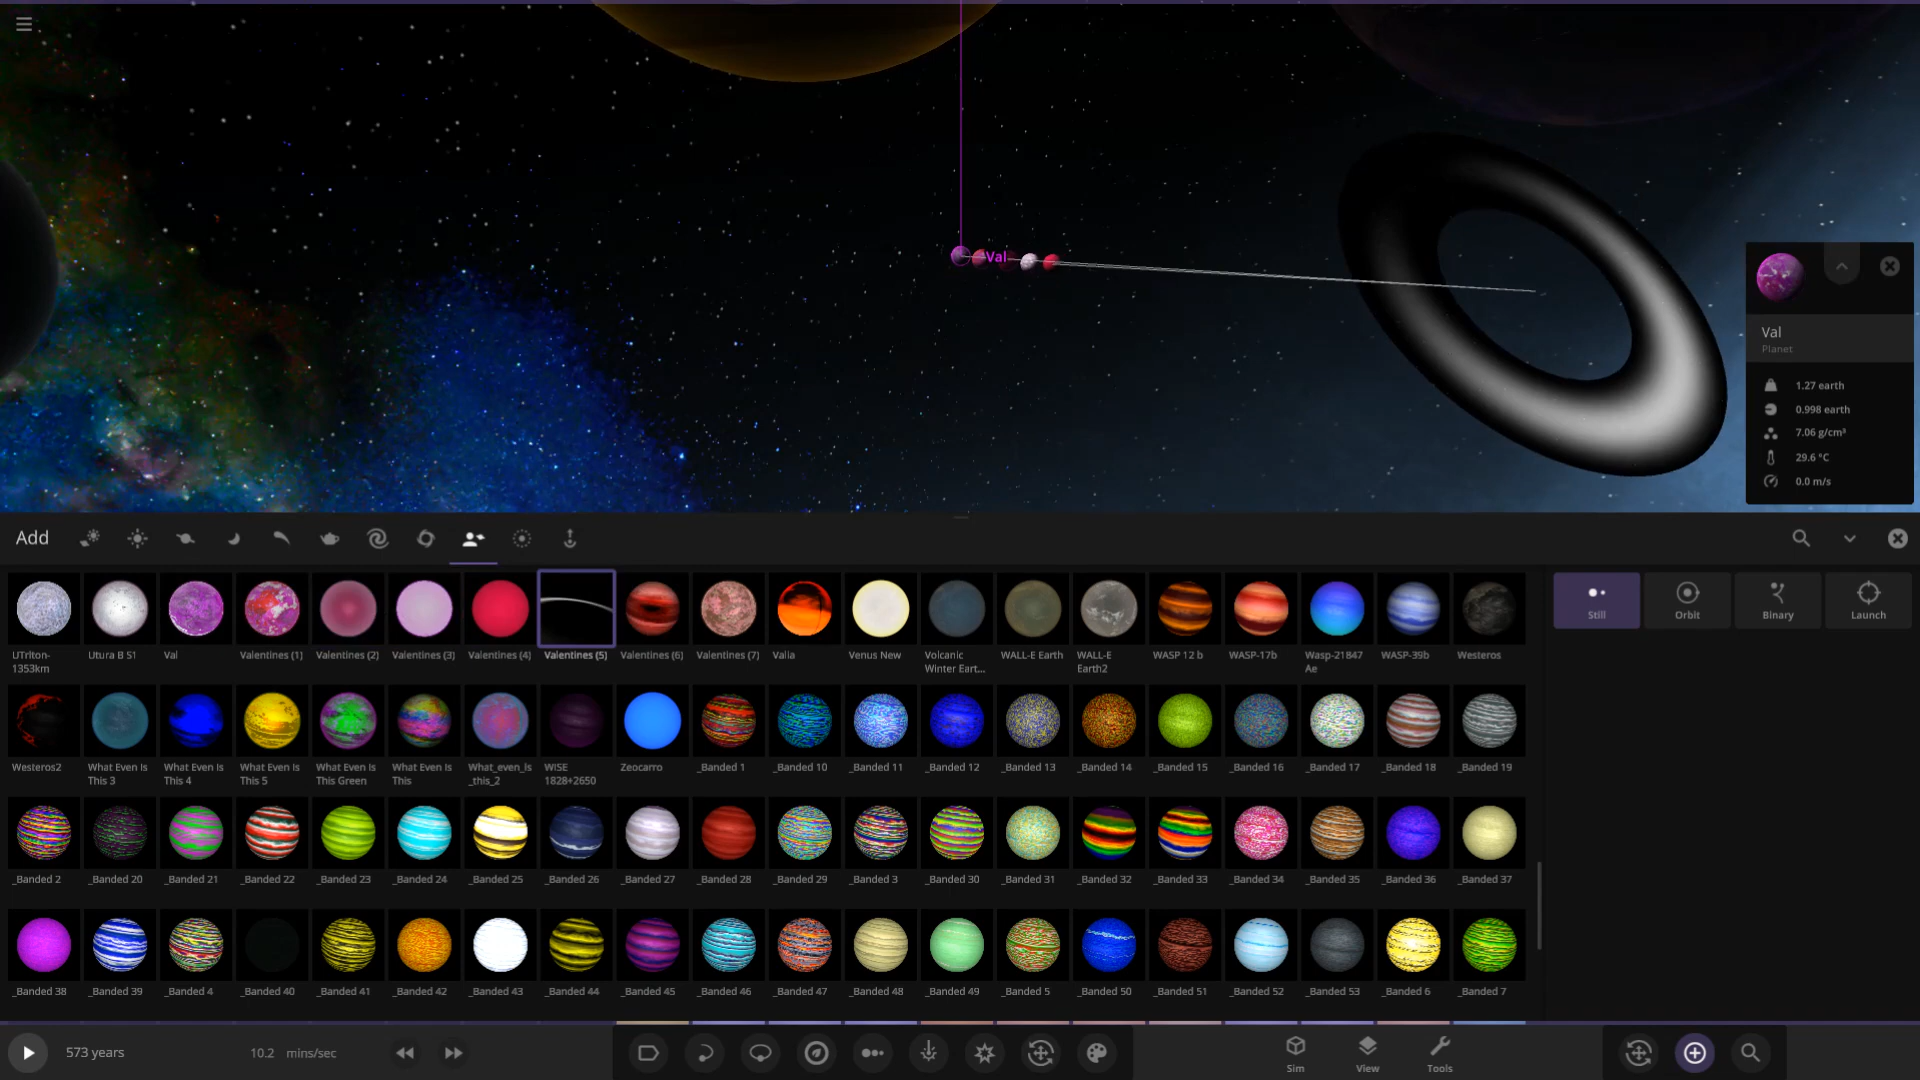 Val
Val
Planet
1.27 earth
0.998 earth
7.06 g/cm³
29.6 °C
0.0 m/s
Add
UTriton-
1353km
Utura B S1
Val
Valentines (1)
Valentines (2)
Valentines (3)
Valentines (4)
Valentines (5)
Valentines (6)
Valentines (7)
Valla
Venus New
Volcanic
Winter Eart...
WALL-E Earth
WALL-E
Earth2
WASP 12 b
WASP-17b
Wasp-21847
Ae
WASP-39b
Westeros
Still
Orbit
Binary
Launch
Westeros2
What Even Is
This 3
What Even Is
This 4
What Even Is
This 5
What Even Is
This Green
What Even Is
This
What_even_is
_this_2
WISE
1828+2650
Zeocarro
_Banded 1
_Banded 10
_Banded 11
_Banded 12
_Banded 13
_Banded 14
_Banded 15
_Banded 16
_Banded 17
_Banded 18
_Banded 19
_Banded 2
_Banded 20
_Banded 21
_Banded 22
_Banded 23
_Banded 24
_Banded 25
_Banded 26
_Banded 27
_Banded 28
_Banded 29
_Banded 3
_Banded 30
_Banded 31
_Banded 32
_Banded 33
_Banded 34
_Banded 35
_Banded 36
_Banded 37
_Banded 38
_Banded 39
_Banded 4
_Banded 40
_Banded 41
_Banded 42
_Banded 43
_Banded 44
_Banded 45
_Banded 46
_Banded 47
_Banded 48
_Banded 49
_Banded 5
_Banded 50
_Banded 51
_Banded 52
_Banded 53
_Banded 6
_Banded 7
573 years
10.2 mins/sec
Sim
View
Tools